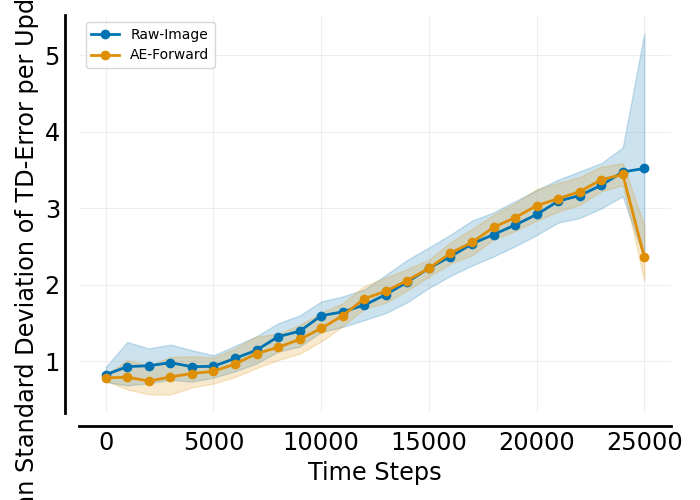 Raw-Image
AE-Forward
Standard Deviation of TD-Error per
5
4
3
2
1
0
5000
10000
15000
20000
25000
Time Steps